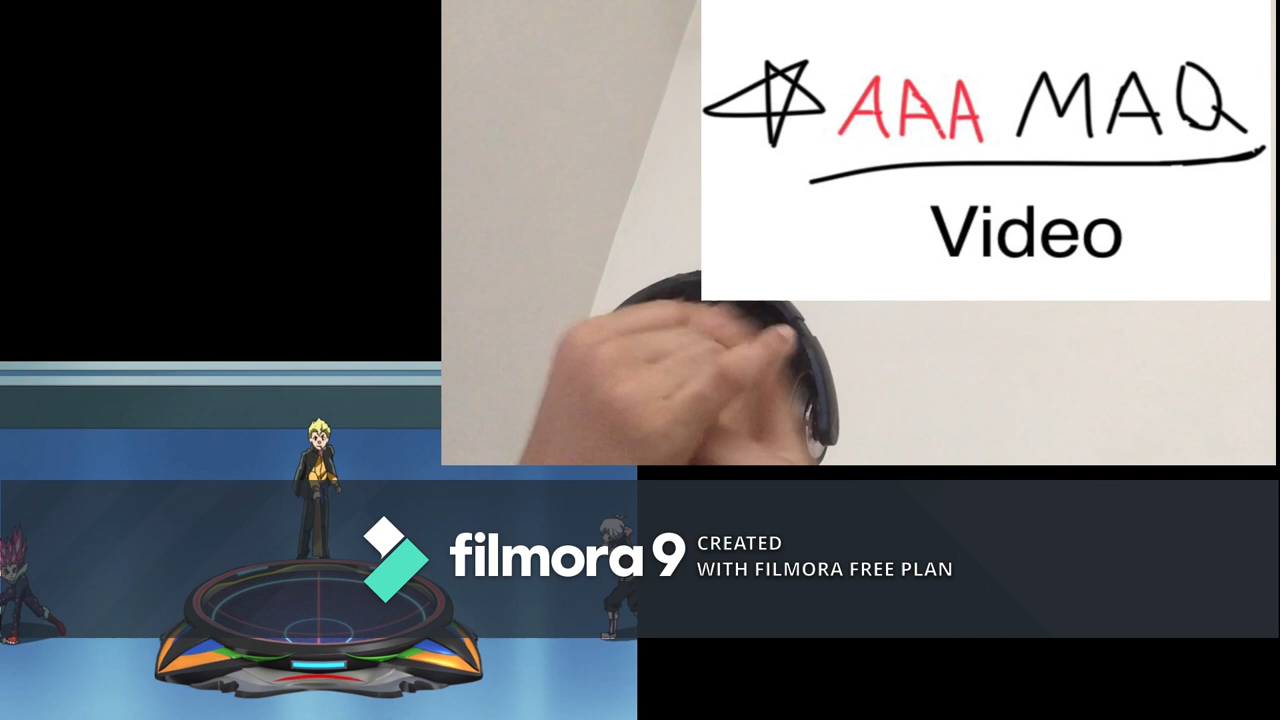 AAA MAQ
Video
filmora9
CREATED
WITH FILMORA FREE PLAN